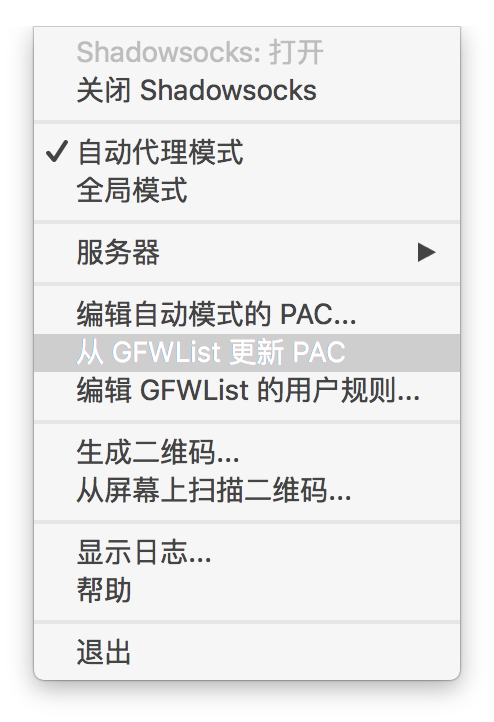 Shadowsocks: 打开
关闭 Shadowsocks
自动代理模式
全局模式
服务器
编辑自动模式的 PAC...
从 GFWList 更新 PAC
编辑 GFWList 的用户规则...
生成二维码...
从屏幕上扫描二维码...
显示日志...
帮助
退出